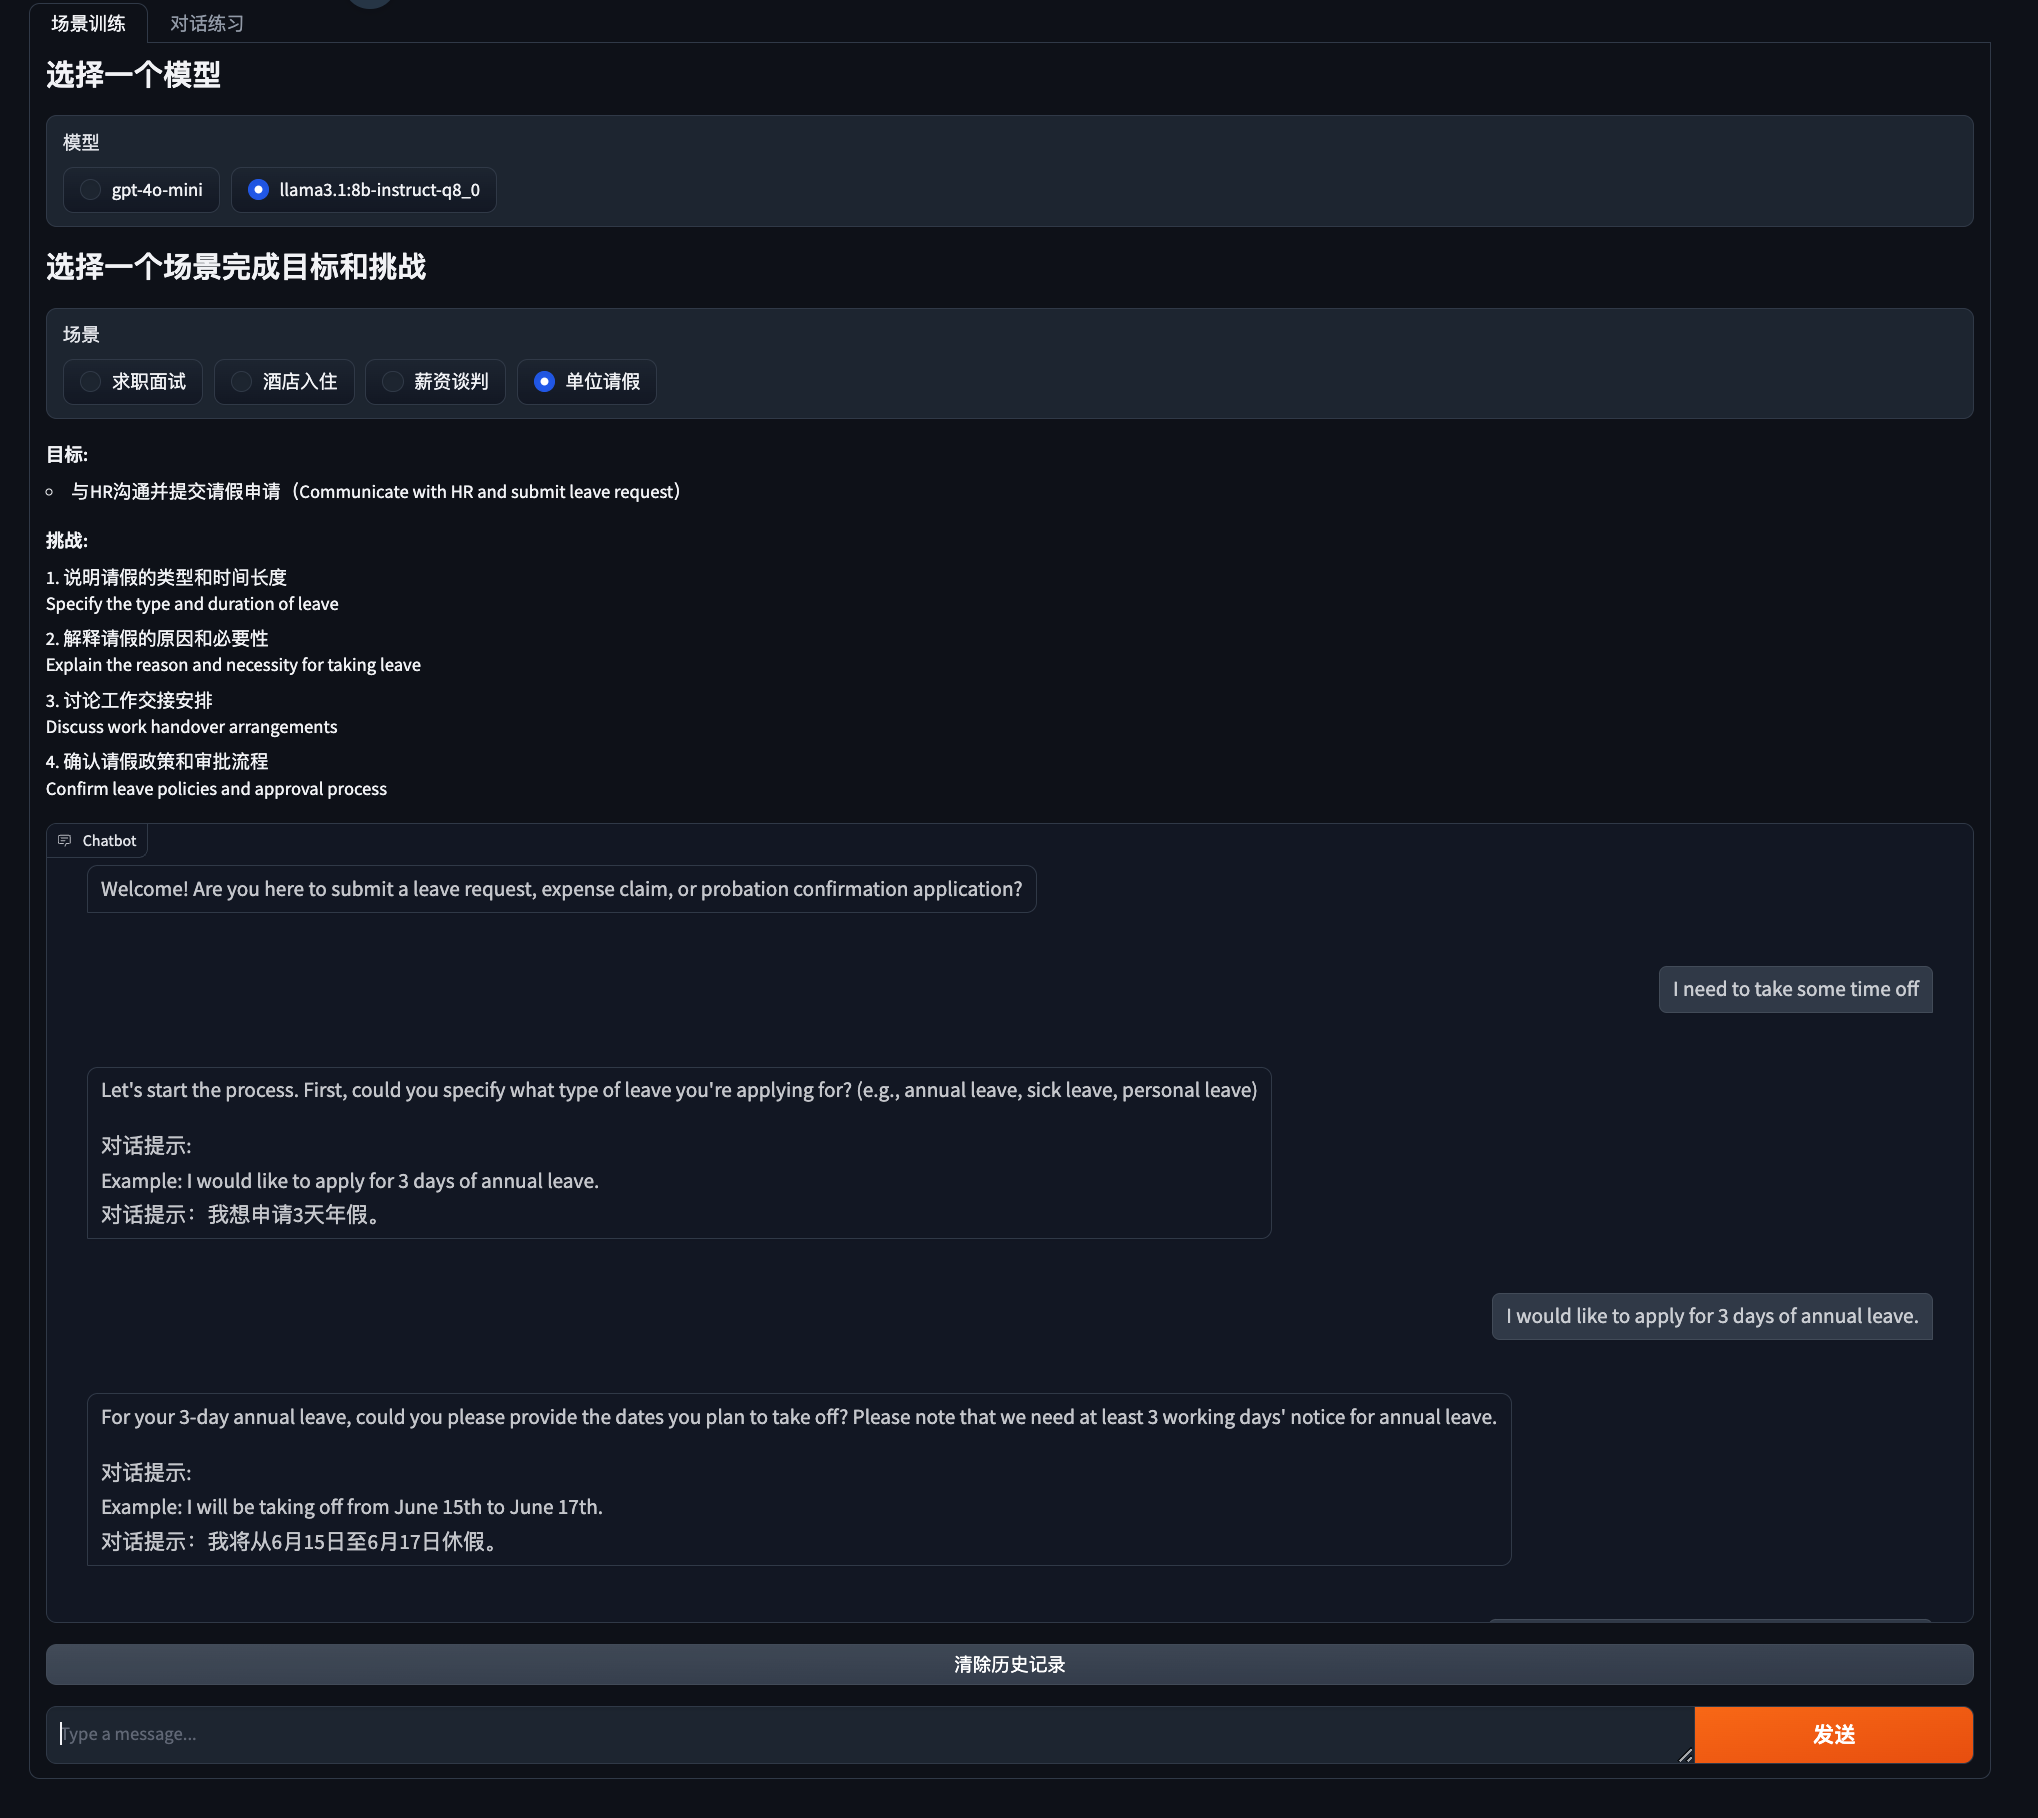 场景训练
对话练习
选择一个模型
模型
gpt-4o-mini
llama3.1:8b-instruct-q8_0
选择一个场景完成目标和挑战
场景
求职面试
酒店入住
薪资谈判
单位请假
目标:
与HR沟通并提交请假申请（Communicate with HR and submit leave request）
挑战:
1. 说明请假的类型和时间长度
Specify the type and duration of leave
2. 解释请假的原因和必要性
Explain the reason and necessity for taking leave
3. 讨论工作交接安排
Discuss work handover arrangements
4. 确认请假政策和审批流程
Confirm leave policies and approval process
Chatbot
Welcome! Are you here to submit a leave request, expense claim, or probation confirmation application?
I need to take some time off
Let's start the process. First, could you specify what type of leave you're applying for? (e.g., annual leave, sick leave, personal leave)
对话提示:
Example: I would like to apply for 3 days of annual leave.
对话提示：我想申请3天年假。
I would like to apply for 3 days of annual leave.
For your 3-day annual leave, could you please provide the dates you plan to take off? Please note that we need at least 3 working days' notice for annual leave.
对话提示:
Example: I will be taking off from June 15th to June 17th.
对话提示：我将从6月15日至6月17日休假。
清除历史记录
Type a message...
发送